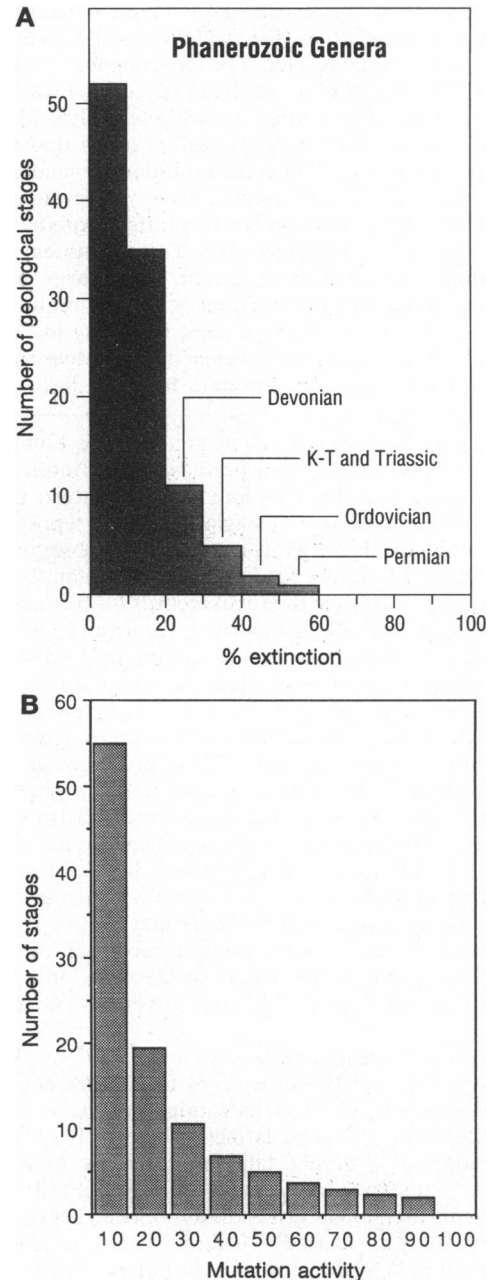 A
Phanerozoic Genera
Number of geological stages
50
40
30
20
10
0
Devonian
K-T and Triassic
Ordovician
Permian
0 20 40 60 80 100
% extinction
B
Number of stages
60
50
40
30
20
10
0
10 20 30 40 50 60 70 80 90 100
Mutation activity